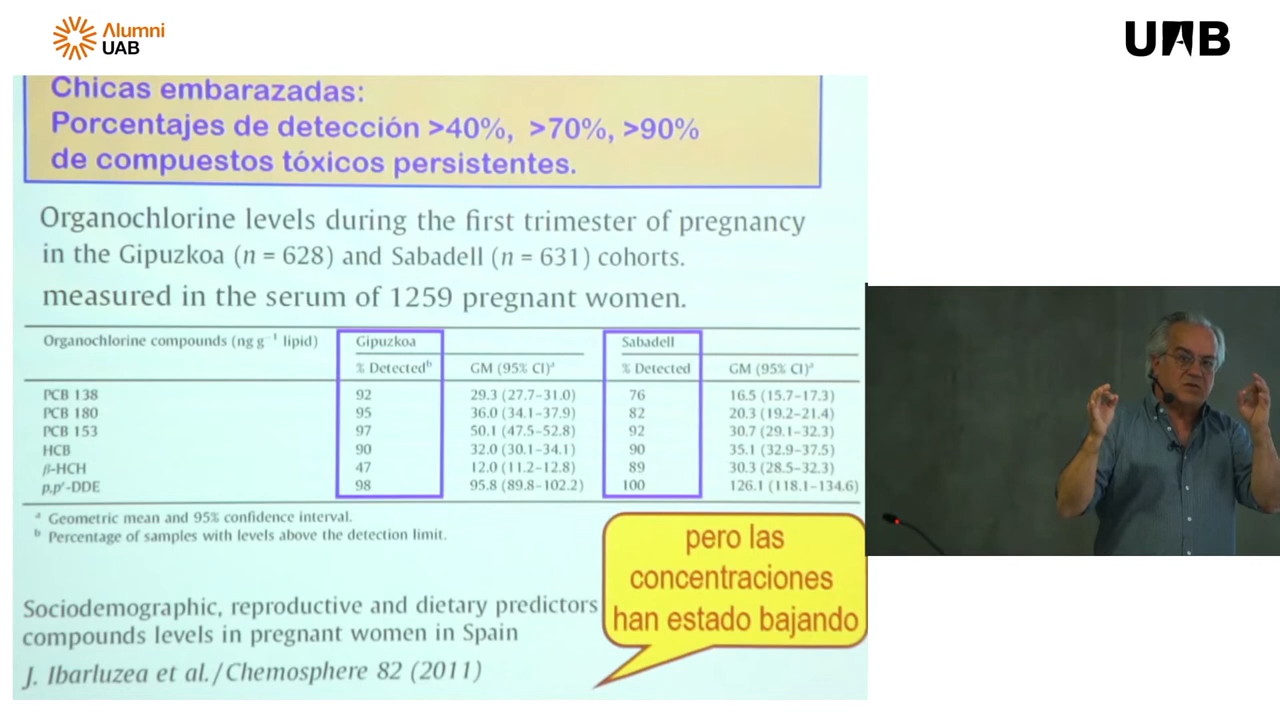 Alumni
UAB
UAB
Chicas embarazadas:
Porcentajes de detección >40%, >70%, >90%
de compuestos tóxicos persistentes.
Organochlorine levels during the first trimester of pregnancy
in the Gipuzkoa (n = 628) and Sabadell (n = 631) cohorts.
measured in the serum of 1259 pregnant women.
Organochlorine compounds (ng g⁻¹ lipid) Gipuzkoa Sabadell
% Detectedᵇ GM (95% CI)ᵃ % Detected GM (95% CI)ᵃ
PCB 138 92 29.3 (27.7–31.0) 76 16.5 (15.7–17.3)
PCB 180 95 36.0 (34.1–37.9) 82 20.3 (19.2–21.4)
PCB 153 97 50.1 (47.5–52.8) 92 30.7 (29.1–32.3)
HCB 90 32.0 (30.1–34.1) 90 35.1 (32.9–37.5)
β-HCH 47 12.0 (11.2–12.8) 89 30.3 (28.5–32.3)
p,p′-DDE 98 95.8 (89.8–102.2) 100 126.1 (118.1–134.6)
ᵃ Geometric mean and 95% confidence interval.
ᵇ Percentage of samples with levels above the detection limit.
pero las
concentraciones
han estado bajando
Sociodemographic, reproductive and dietary predictors
compounds levels in pregnant women in Spain
J. Ibarluzea et al./Chemosphere 82 (2011)